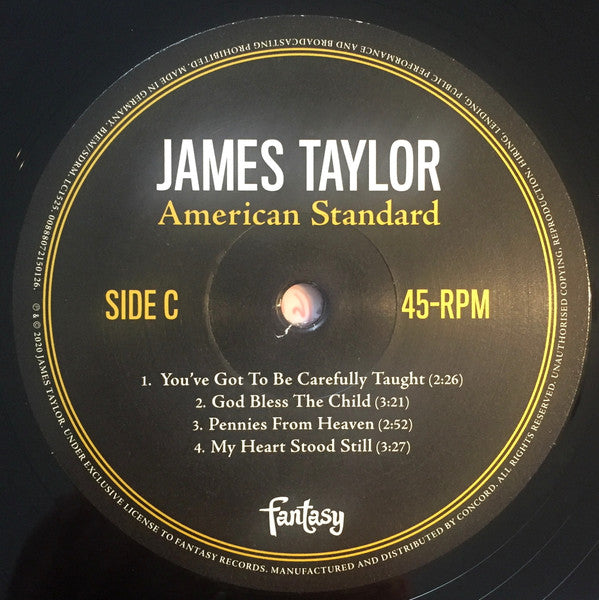 JAMES TAYLOR
American Standard
SIDE C
45-RPM
1. You've Got To Be Carefully Taught (2:26)
2. God Bless The Child (3:21)
3. Pennies From Heaven (2:52)
4. My Heart Stood Still (3:27)
fantasy
℗ & © 2020 JAMES TAYLOR. UNDER EXCLUSIVE LICENSE TO FANTASY RECORDS. MANUFACTURED AND DISTRIBUTED BY CONCORD. ALL RIGHTS RESERVED. UNAUTHORISED COPYING, REPRODUCTION, HIRING, LENDING, PUBLIC PERFORMANCE AND BROADCASTING PROHIBITED. MADE IN GERMANY. BIEM/SDRM. LC1525. 00888072150126.